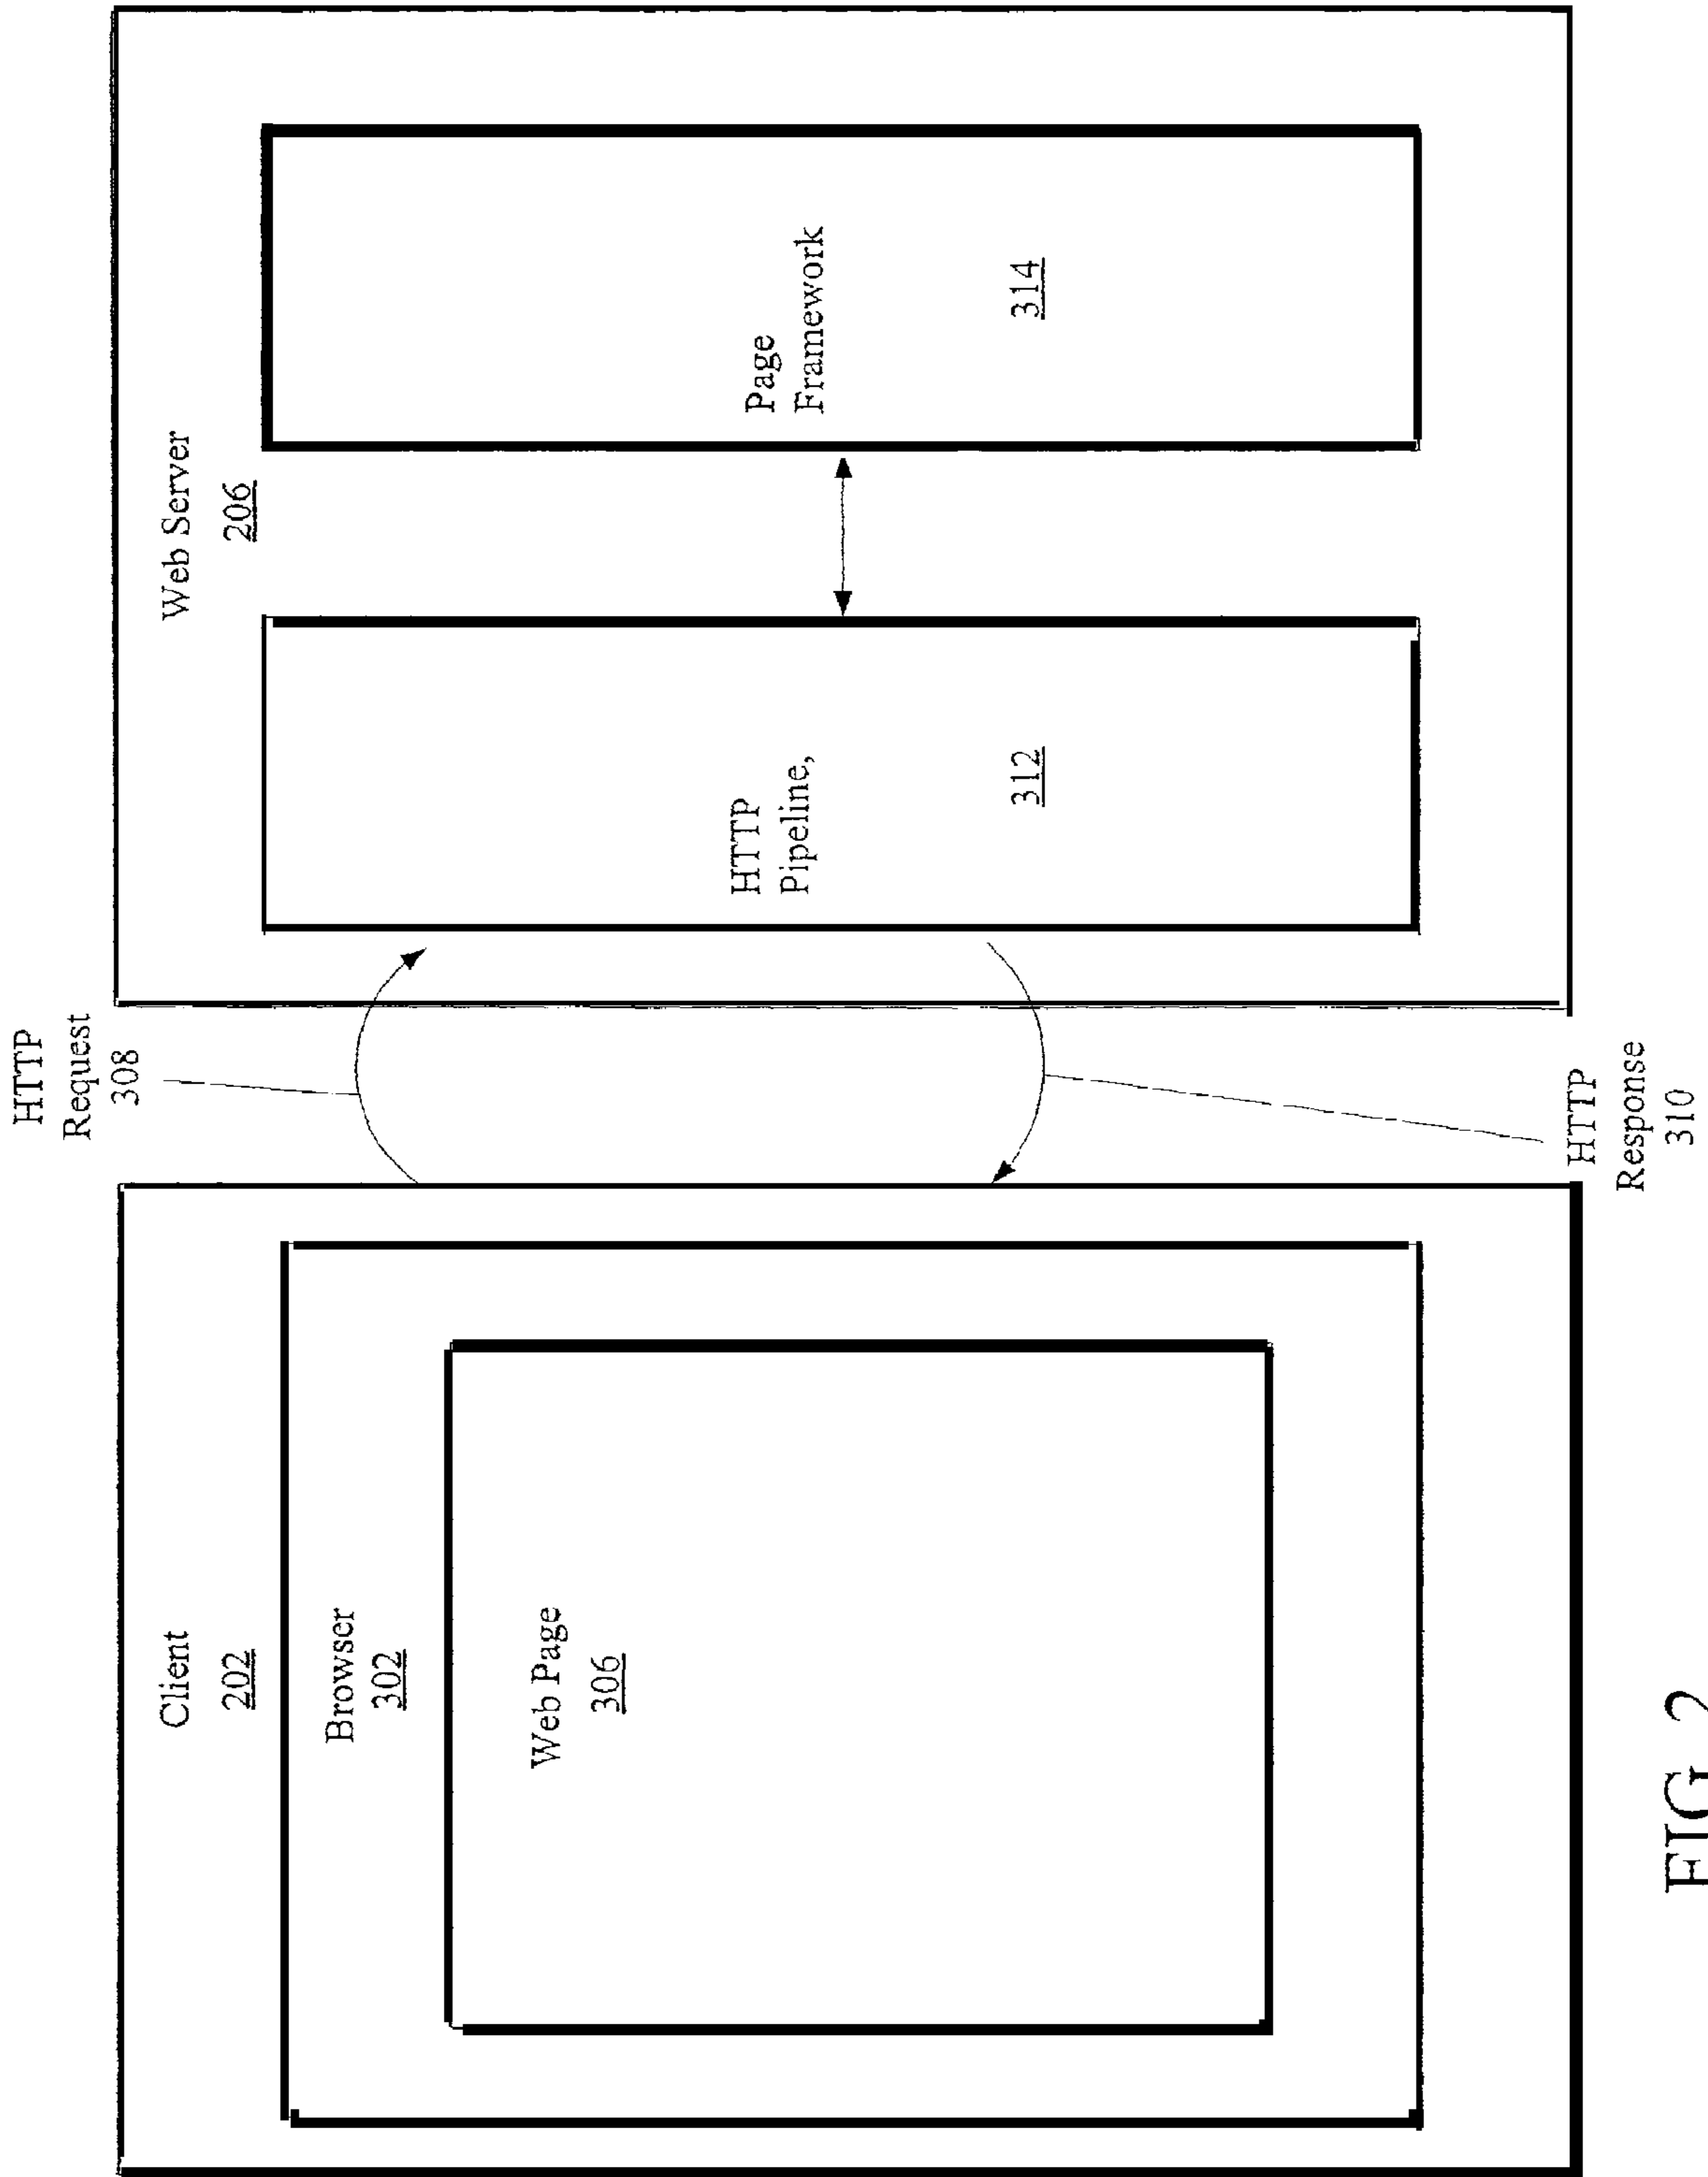 HTTP
Request
308
Client
202
Browser
302
Web Page
306
Web Server
206
HTTP
Pipeline,
312
Page
Framework
314
HTTP
Response
310
FIG 2